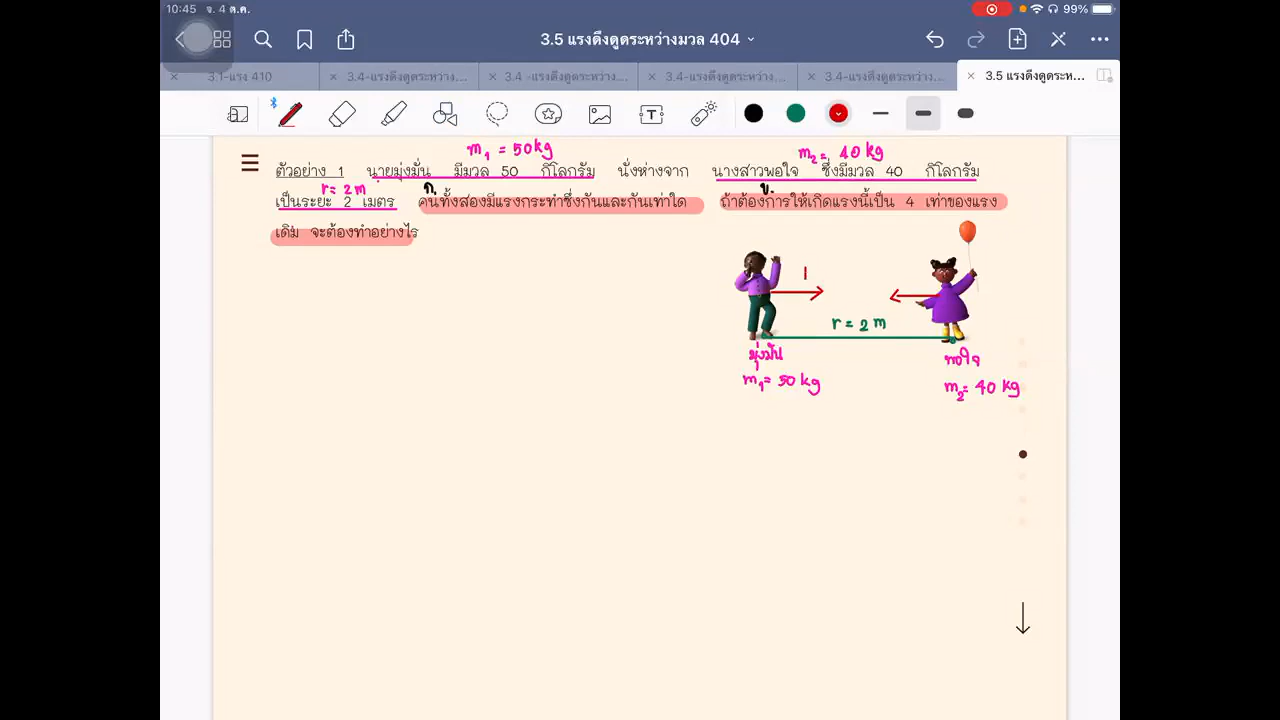 10:45 จ. 4 ต.ค.
99%
3.5 แรงดึงดูดระหว่างมวล 404
3.1-แรง 410
3.4-แรงดึงดูดระหว่าง...
3.4 -แรงดึงดูดระหว่าง...
3.4-แรงดึงดูดระหว่าง...
3.4-แรงดึงดูดระหว่าง...
3.5 แรงดึงดูดระหว่างม...
m₁ = 50 kg
m₂ = 40 kg
ตัวอย่าง 1 นายมุ่งมั่น มีมวล 50 กิโลกรัม นั่งห่างจาก นางสาวพอใจ ซึ่งมีมวล 40 กิโลกรัม
r = 2 m
ก.
ข.
เป็นระยะ 2 เมตร คนทั้งสองมีแรงกระทำซึ่งกันและกันเท่าใด ถ้าต้องการให้เกิดแรงนี้เป็น 4 เท่าของแรง
เดิม จะต้องทำอย่างไร
r = 2 m
มุ่งมั่น
พอใจ
m₁ = 50 kg
m₂ = 40 kg